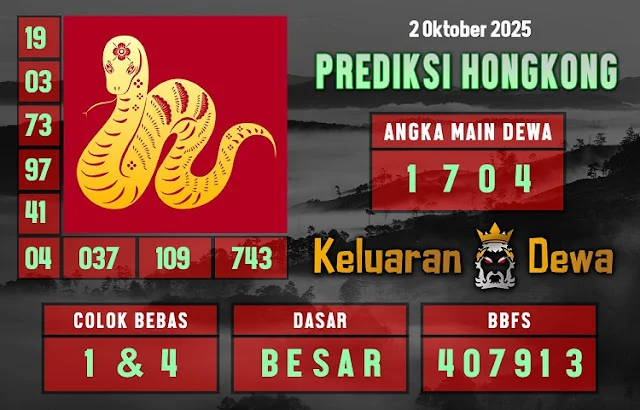 2 Oktober 2025
PREDIKSI HONGKONG
19
03
73
97
41
04 037 109 743
ANGKA MAIN DEWA
1 7 0 4
Keluaran Dewa
COLOK BEBAS
1 & 4
DASAR
BESAR
BBFS
407913